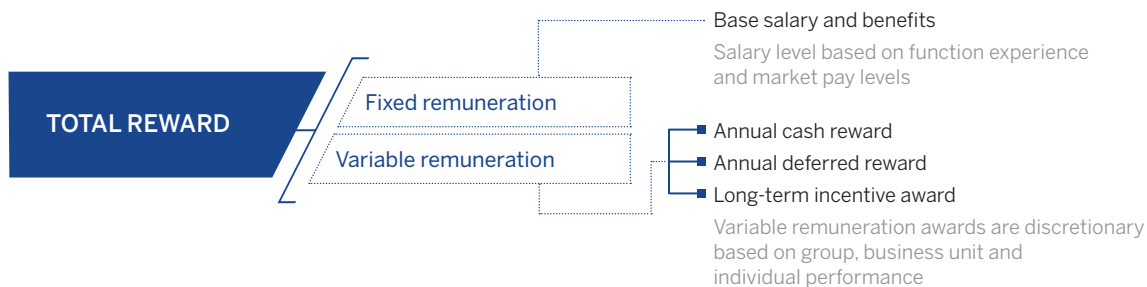 TOTAL REWARD
Fixed remuneration
Variable remuneration
Base salary and benefits
Salary level based on function experience
and market pay levels
Annual cash reward
Annual deferred reward
Long-term incentive award
Variable remuneration awards are discretionary
based on group, business unit and
individual performance